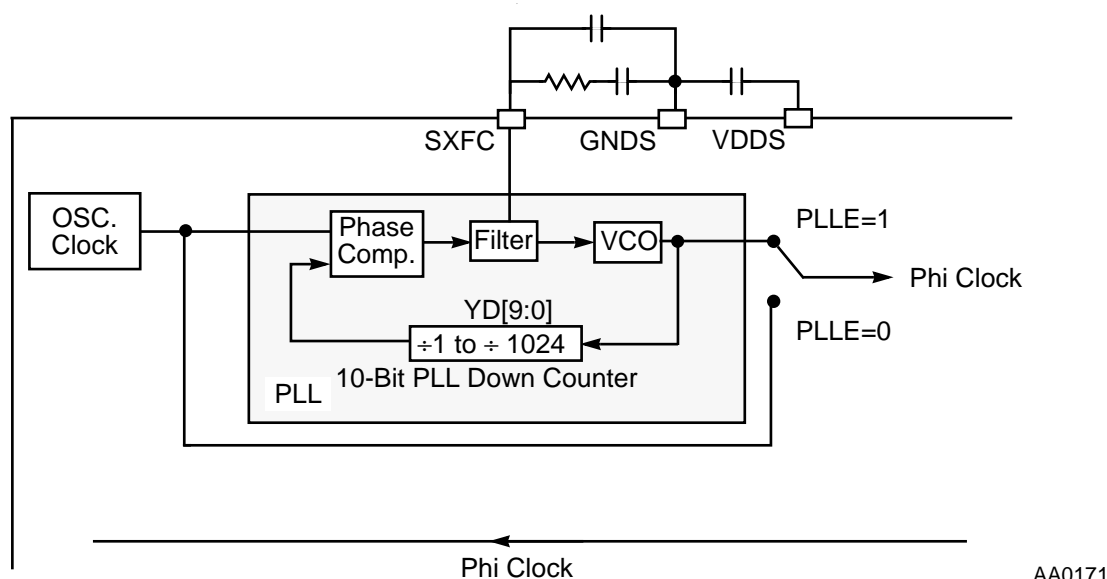 SXFC
GNDS
VDDS
OSC.
Clock
Phase
Comp.
Filter
VCO
PLLE=1
Phi Clock
PLLE=0
YD[9:0]
÷1 to ÷ 1024
10-Bit PLL Down Counter
PLL
Phi Clock
AA0171